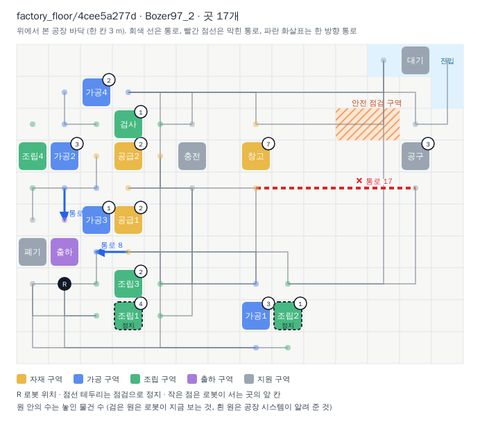 factory_floor/4cee5a277d · Bozer97_2 · 곳 17개
위에서 본 공장 바닥 (한 칸 3 m). 회색 선은 통로, 빨간 점선은 막힌 통로, 파란 화살표는 한 방향 통로
대기
진입
가공4 2
안전 점검 구역
검사 1
조립4
가공2 3
공급2 2
충전
창고 7
공구 3
✕ 통로 17
통로
가공3 1
공급1 2
폐기
출하
통로 8
R
조립3 2
조립1 4
정지
가공1 3
조립2 1
정지
자재 구역 가공 구역 조립 구역 출하 구역 지원 구역
R 로봇 위치 · 점선 테두리는 점검으로 정지 · 작은 점은 로봇이 서는 곳의 앞 칸
원 안의 수는 놓인 물건 수 (검은 원은 로봇이 지금 보는 것, 흰 원은 공장 시스템이 알려 준 것)